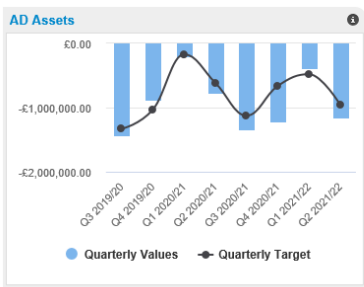 AD Assets
£0.00
-£1,000,000.00
-£2,000,000.00
Q3 2019/20
Q4 2019/20
Q1 2020/21
Q2 2020/21
Q3 2020/21
Q4 2020/21
Q1 2021/22
Q2 2021/22
Quarterly Values
Quarterly Target